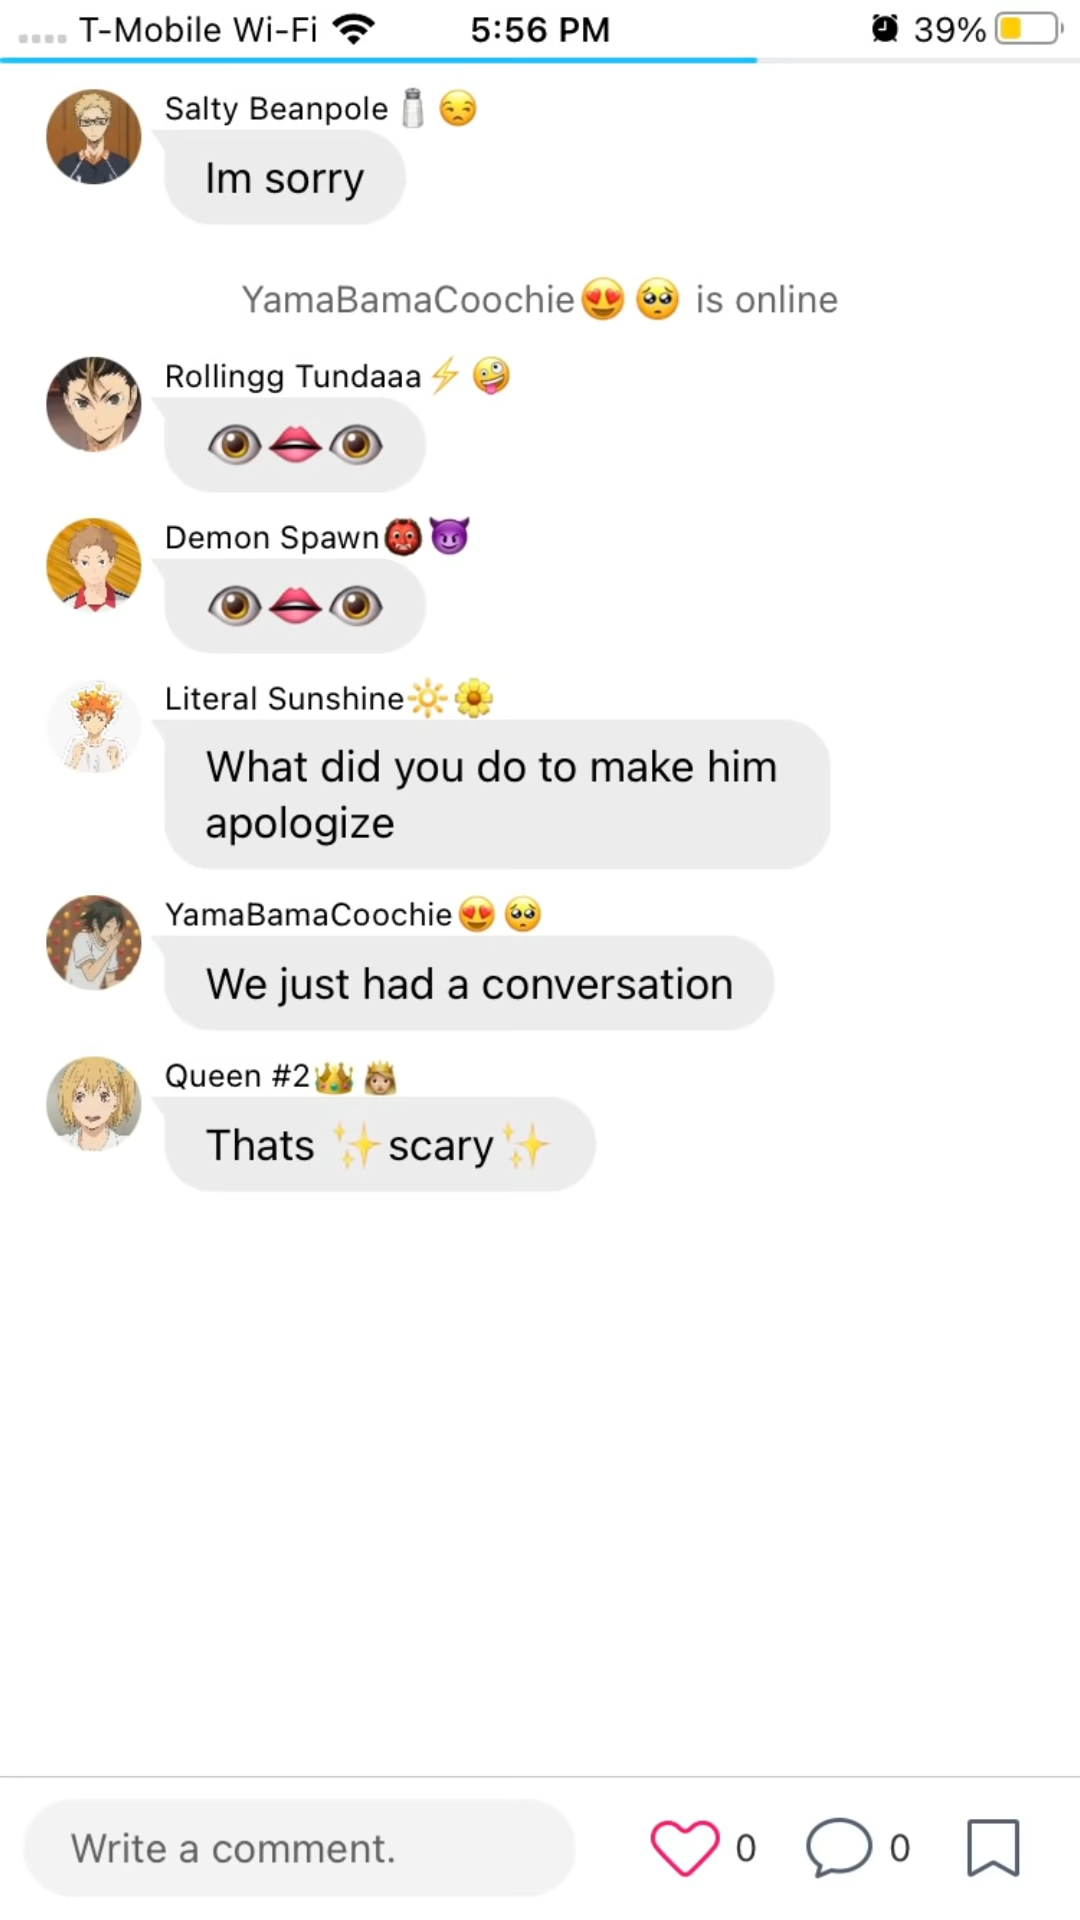 T-Mobile Wi-Fi 5:56 PM 39%
Salty Beanpole🧂😒
Im sorry
YamaBamaCoochie😍🥺 is online
Rollingg Tundaaa⚡🤪
👁👄👁
Demon Spawn👹😈
👁👄👁
Literal Sunshine☀️🌼
What did you do to make him
apologize
YamaBamaCoochie😍🥺
We just had a conversation
Queen #2👑👸🏼
Thats ✨scary✨
Write a comment. 0 0